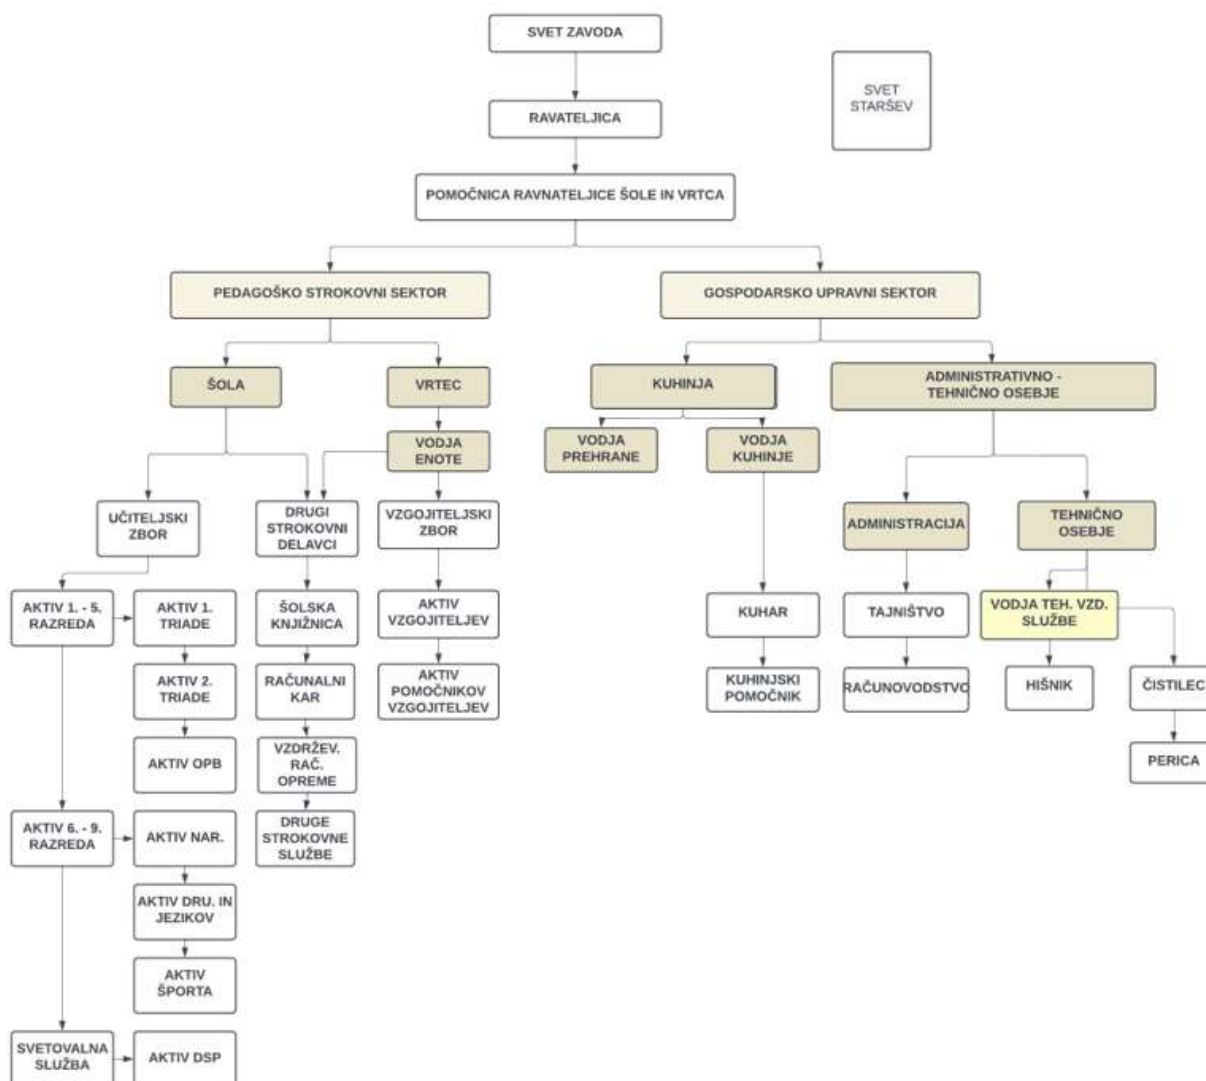 SVET ZAVODA
SVET
STARŠEV
RAVATELJICA
POMOČNICA RAVNATELJICE ŠOLE IN VRTCA
PEDAGOŠKO STROKOVNI SEKTOR
GOSPODARSKO UPRAVNI SEKTOR
ŠOLA
VRTEC
KUHINJA
ADMINISTRATIVNO -
TEHNIČNO OSEBJE
VODJA
ENOTE
VODJA
PREHRANE
VODJA
KUHINJE
UČITELJSKI
ZBOR
DRUGI
STROKOVNI
DELAVCI
VZGOJITELJSKI
ZBOR
ADMINISTRACIJA
TEHNIČNO
OSEBJE
AKTIV 1. - 5.
RAZREDA
AKTIV 1.
TRIADE
ŠOLSKA
KNJIŽNICA
AKTIV
VZGOJITELJEV
KUHAR
TAJNIŠTVO
VODJA TEH. VZD.
SLUŽBE
AKTIV 2.
TRIADE
RAČUNALNI
KAR
AKTIV
POMOČNIKOV
VZGOJITELJEV
KUHINJSKI
POMOČNIK
RAČUNOVODSTVO
HIŠNIK
ČISTILEC
AKTIV OPB
VZDRŽEV.
RAČ.
OPREME
PERICA
AKTIV 6. - 9.
RAZREDA
AKTIV NAR.
DRUGE
STROKOVNE
SLUŽBE
AKTIV DRU. IN
JEZIKOV
AKTIV
ŠPORTA
SVETOVALNA
SLUŽBA
AKTIV DSP